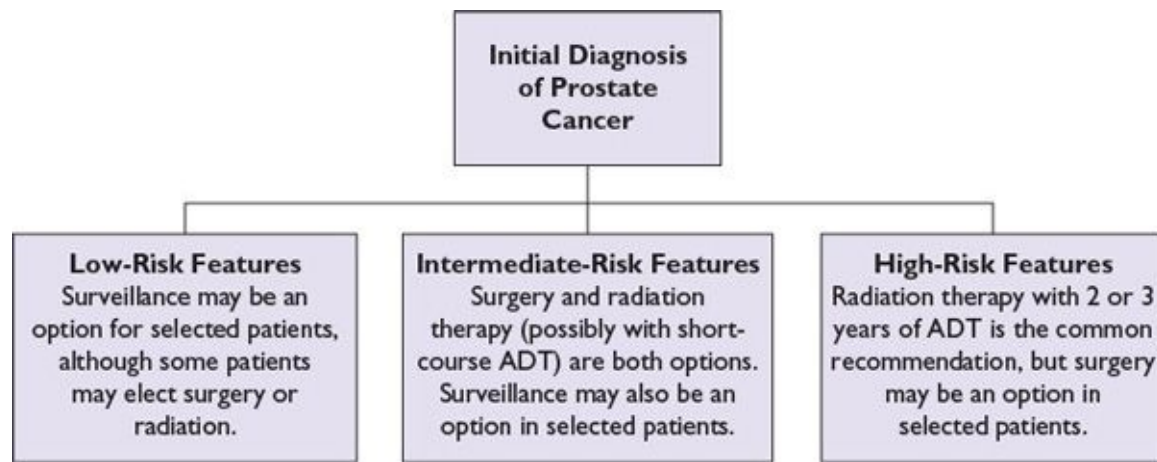 Initial Diagnosis
of Prostate
Cancer
Low-Risk Features
Surveillance may be an
option for selected patients,
although some patients
may elect surgery or
radiation.
Intermediate-Risk Features
Surgery and radiation
therapy (possibly with short-
course ADT) are both options.
Surveillance may also be an
option in selected patients.
High-Risk Features
Radiation therapy with 2 or 3
years of ADT is the common
recommendation, but surgery
may be an option in
selected patients.